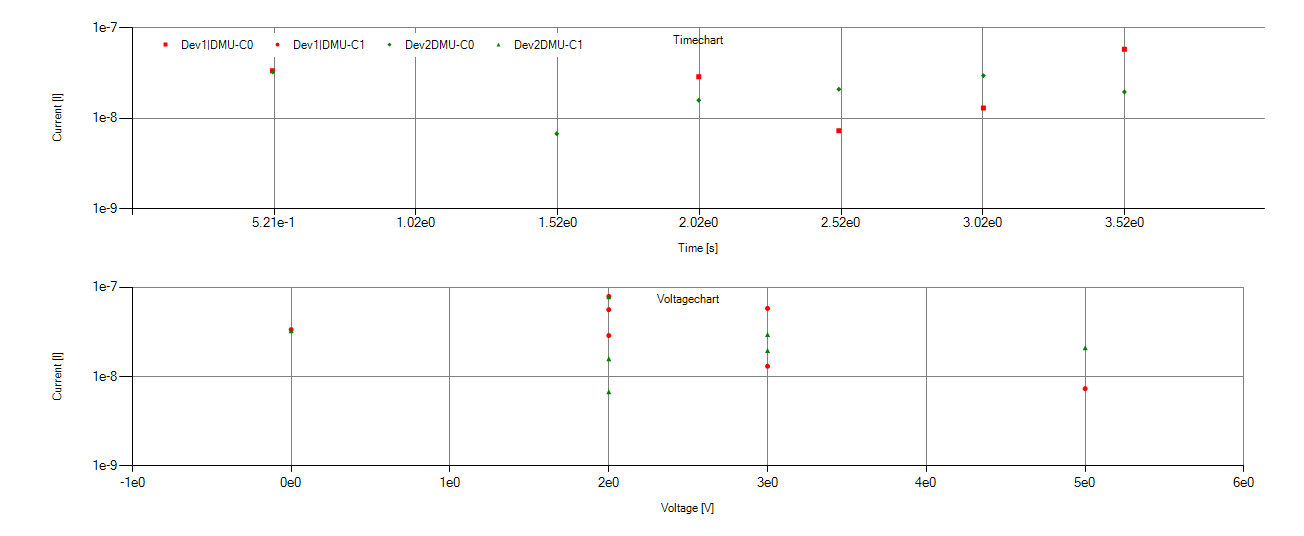 1e-7
Dev1|DMU-C0 Dev1|DMU-C1 Dev2DMU-C0 Dev2DMU-C1
Timechart
Current [I]
1e-8
1e-9
5.21e-1 1.02e0 1.52e0 2.02e0 2.52e0 3.02e0 3.52e0
Time [s]
1e-7
Voltagechart
Current [I]
1e-8
1e-9
-1e0 0e0 1e0 2e0 3e0 4e0 5e0 6e0
Voltage [V]